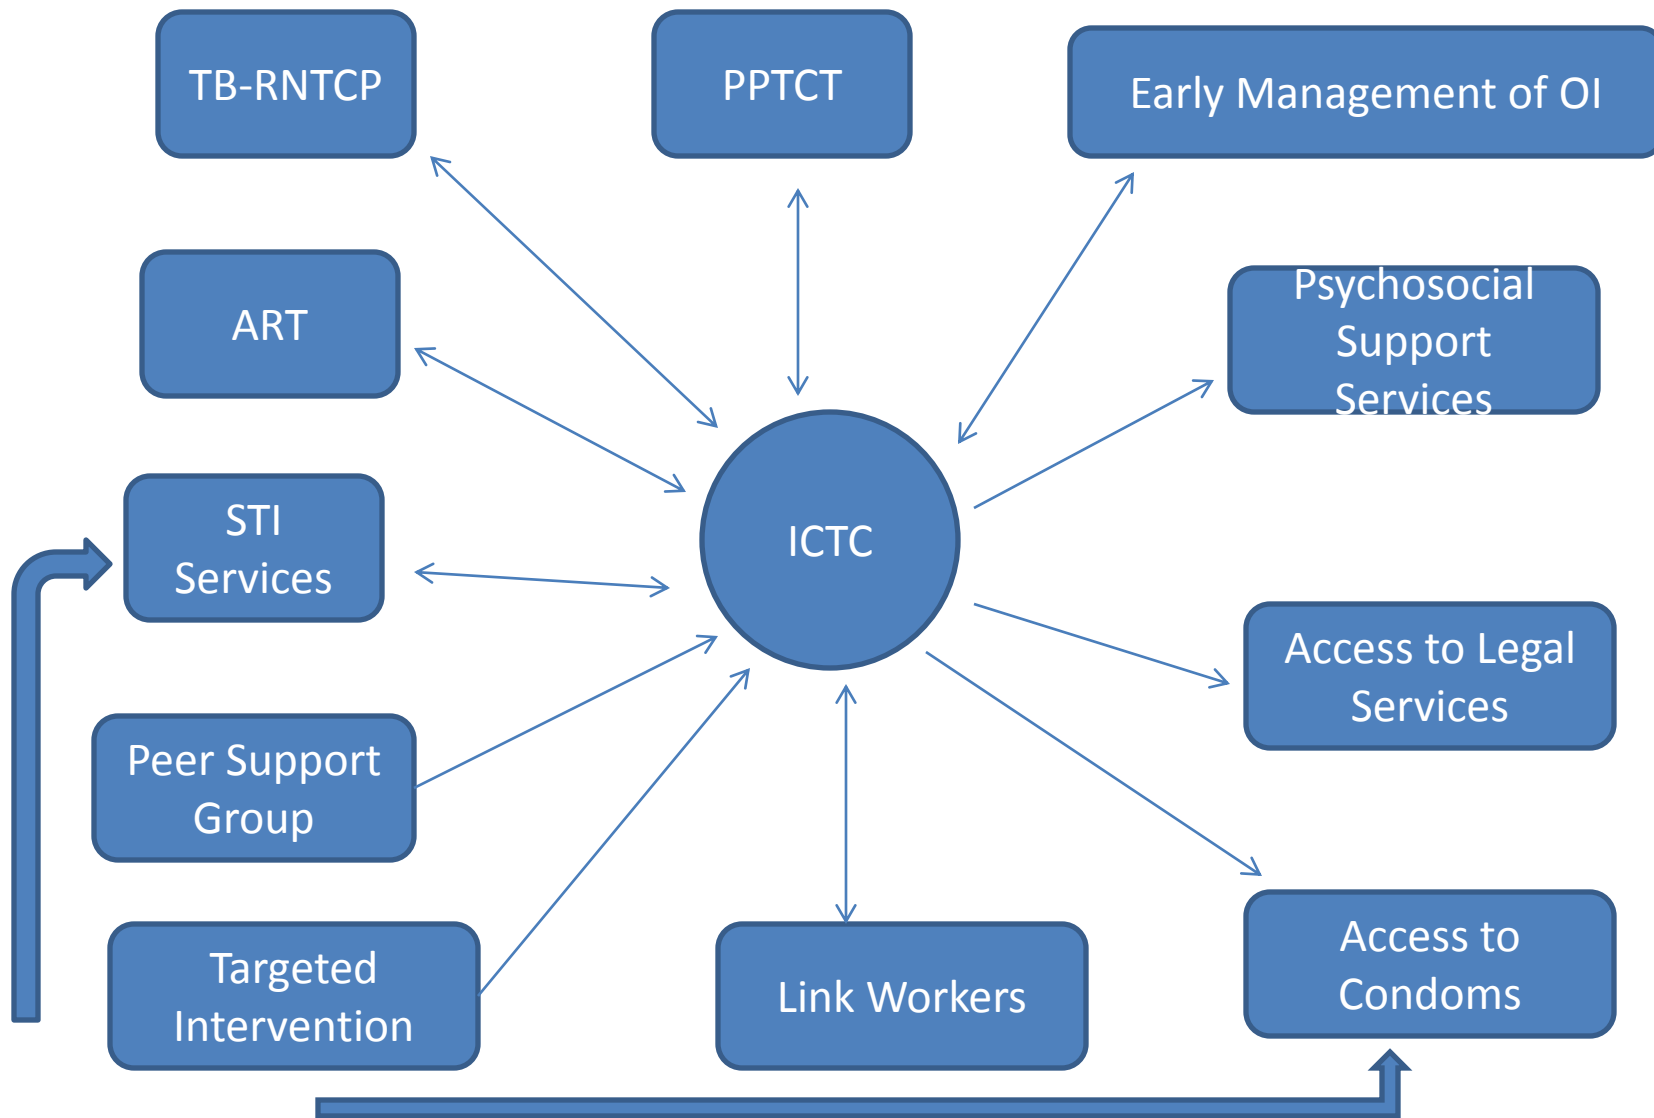 TB-RNTCP
PPTCT
Early Management of OI
ART
Psychosocial
Support
Services
STI
Services
ICTC
Access to Legal
Services
Peer Support
Group
Targeted
Intervention
Link Workers
Access to
Condoms